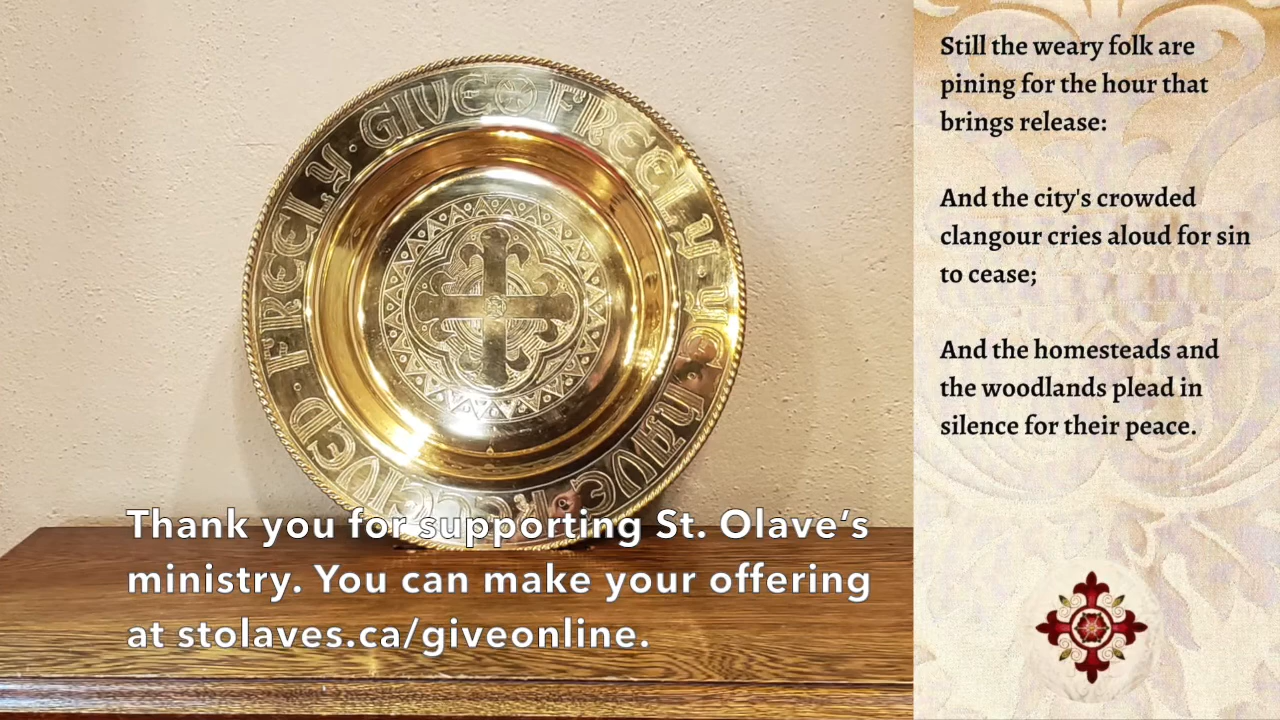 FREELY · YE · HAVE · RECEIVED · FREELY · GIVE
Thank you for supporting St. Olave’s
ministry. You can make your offering
at stolaves.ca/giveonline.
Still the weary folk are
pining for the hour that
brings release:
And the city's crowded
clangour cries aloud for sin
to cease;
And the homesteads and
the woodlands plead in
silence for their peace.